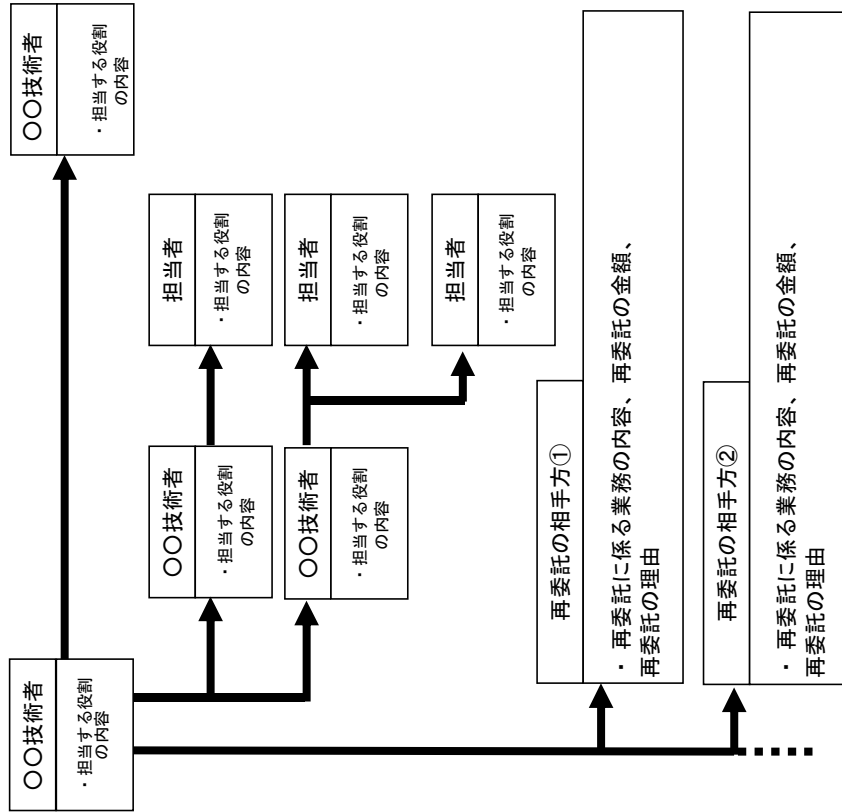 〇〇技術者
・担当する役割
の内容
〇〇技術者
・担当する役割
の内容
〇〇技術者
・担当する役割
の内容
担当者
・担当する役割
の内容
〇〇技術者
・担当する役割
の内容
担当者
・担当する役割
の内容
担当者
・担当する役割
の内容
再委託の相手方①
・再委託に係る業務の内容、再委託の金額、
再委託の理由
再委託の相手方②
・再委託に係る業務の内容、再委託の金額、
再委託の理由